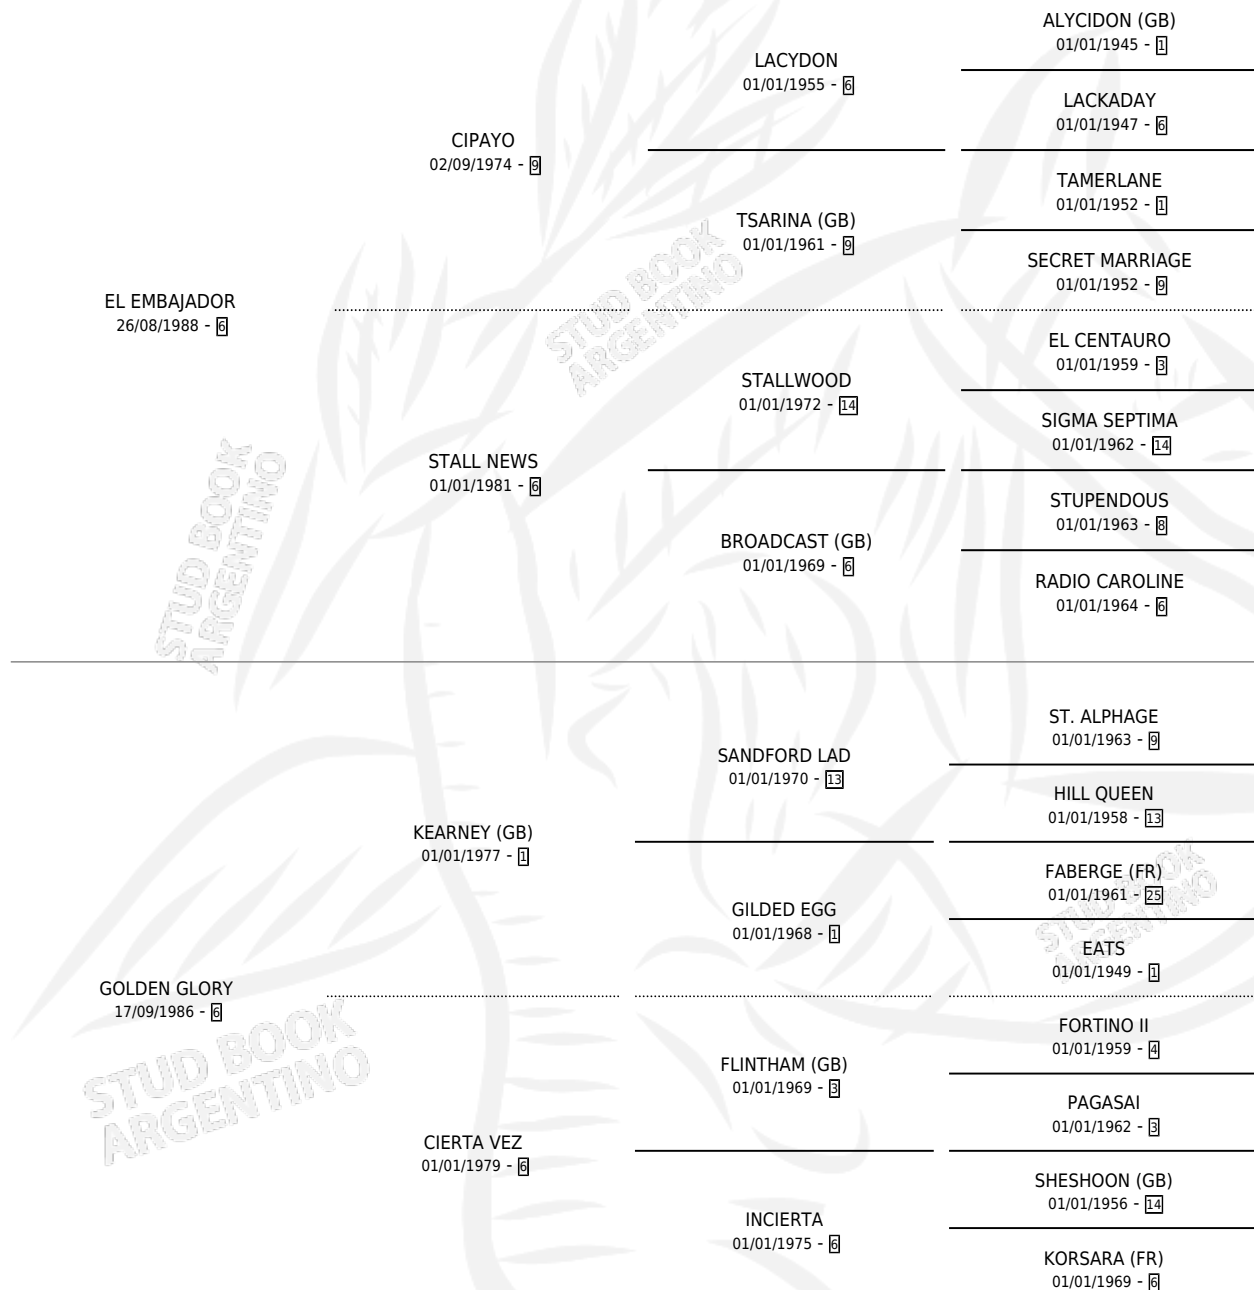 ALYCIDON (GB)
01/01/1945 - 1
LACYDON
01/01/1955 - 6
LACKADAY
01/01/1947 - 6
CIPAYO
02/09/1974 - 9
TAMERLANE
01/01/1952 - 1
TSARINA (GB)
01/01/1961 - 9
SECRET MARRIAGE
01/01/1952 - 9
EL EMBAJADOR
26/08/1988 - 6
EL CENTAURO
01/01/1959 - 3
STALLWOOD
01/01/1972 - 14
SIGMA SEPTIMA
01/01/1962 - 14
STALL NEWS
01/01/1981 - 6
STUPENDOUS
01/01/1963 - 8
BROADCAST (GB)
01/01/1969 - 6
RADIO CAROLINE
01/01/1964 - 6
STUD BOOK
ARGENTINO
STUD BOOK
ARGENTINO
ST. ALPHAGE
01/01/1963 - 9
SANDFORD LAD
01/01/1970 - 13
HILL QUEEN
01/01/1958 - 13
KEARNEY (GB)
01/01/1977 - 1
FABERGE (FR)
01/01/1961 - 25
GILDED EGG
01/01/1968 - 1
EATS
01/01/1949 - 1
GOLDEN GLORY
17/09/1986 - 6
FORTINO II
01/01/1959 - 4
FLINTHAM (GB)
01/01/1969 - 3
PAGASAI
01/01/1962 - 3
CIERTA VEZ
01/01/1979 - 6
SHESHOON (GB)
01/01/1956 - 14
INCIERTA
01/01/1975 - 6
KORSARA (FR)
01/01/1969 - 6
STUD BOOK
ARGENTINO
STUD BOOK
ARGENTINO